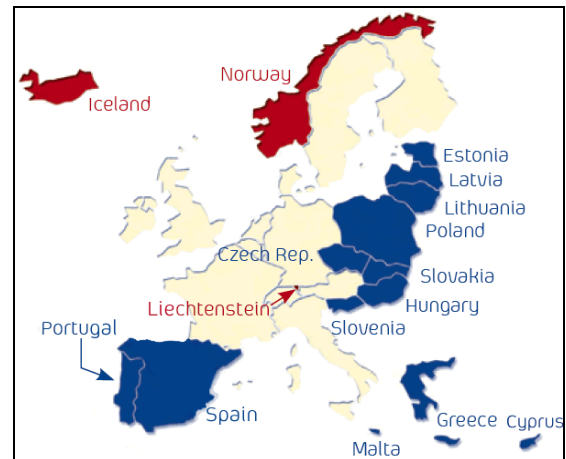 Norway
Iceland
Estonia
Latvia
Lithuania
Poland
Czech Rep.
Slovakia
Liechtenstein
Hungary
Portugal
Slovenia
Spain
Greece
Cyprus
Malta